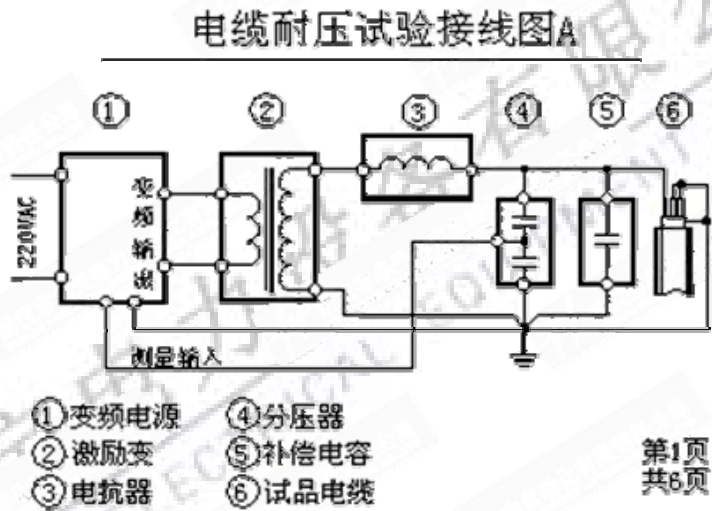 电缆耐压试验接线图A
① ② ③ ④ ⑤ ⑥
220VAC
变频输出
测量输入
①变频电源 ④分压器
②激励变 ⑤补偿电容
③电抗器 ⑥试品电缆
第1页
共6页